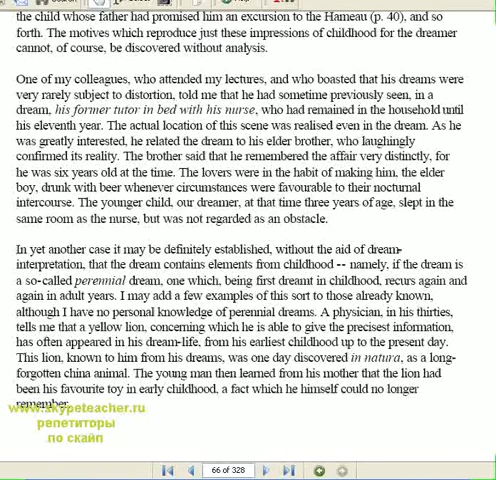 the child whose father had promised him an excursion to the Hameau (p. 40), and so
forth. The motives which reproduce just these impressions of childhood for the dreamer
cannot, of course, be discovered without analysis.
One of my colleagues, who attended my lectures, and who boasted that his dreams were
very rarely subject to distortion, told me that he had sometime previously seen, in a
dream, his former tutor in bed with his nurse, who had remained in the household until
his eleventh year. The actual location of this scene was realised even in the dream. As he
was greatly interested, he related the dream to his elder brother, who laughingly
confirmed its reality. The brother said that he remembered the affair very distinctly, for
he was six years old at the time. The lovers were in the habit of making him, the elder
boy, drunk with beer whenever circumstances were favourable to their nocturnal
intercourse. The younger child, our dreamer, at that time three years of age, slept in the
same room as the nurse, but was not regarded as an obstacle.
In yet another case it may be definitely established, without the aid of dream-
interpretation, that the dream contains elements from childhood -- namely, if the dream is
a so-called perennial dream, one which, being first dreamt in childhood, recurs again and
again in adult years. I may add a few examples of this sort to those already known,
although I have no personal knowledge of perennial dreams. A physician, in his thirties,
tells me that a yellow lion, concerning which he is able to give the precisest information,
has often appeared in his dream-life, from his earliest childhood up to the present day.
This lion, known to him from his dreams, was one day discovered in natura, as a long-
forgotten china animal. The young man then learned from his mother that the lion had
been his favourite toy in early childhood, a fact which he himself could no longer
remember.
www.skypeteacher.ru
репетиторы
по скайп
66 of 328